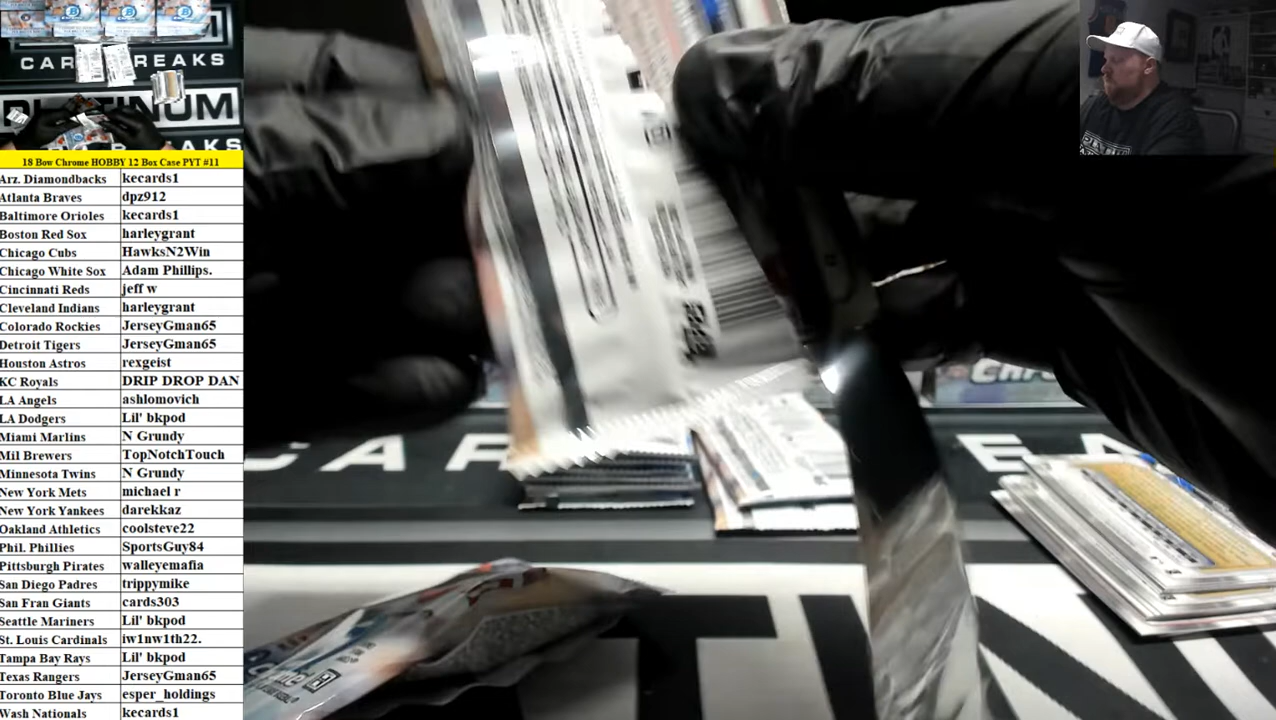 CARD BREAKS
PLATINUM
18 Bow Chrome HOBBY 12 Box Case PYT #11
Arz. Diamondbacks kecards1
Atlanta Braves dpz912
Baltimore Orioles kecards1
Boston Red Sox harleygrant
Chicago Cubs HawksN2Win
Chicago White Sox Adam Phillips.
Cincinnati Reds jeff w
Cleveland Indians harleygrant
Colorado Rockies JerseyGman65
Detroit Tigers JerseyGman65
Houston Astros rexgeist
KC Royals DRIP DROP DAN
LA Angels ashlomovich
LA Dodgers Lil' bkpod
Miami Marlins N Grundy
Mil Brewers TopNotchTouch
Minnesota Twins N Grundy
New York Mets michael r
New York Yankees darekkaz
Oakland Athletics coolsteve22
Phil. Phillies SportsGuy84
Pittsburgh Pirates walleyemafia
San Diego Padres trippymike
San Fran Giants cards303
Seattle Mariners Lil' bkpod
St. Louis Cardinals iw1nw1th22.
Tampa Bay Rays Lil' bkpod
Texas Rangers JerseyGman65
Toronto Blue Jays esper_holdings
Wash Nationals kecards1